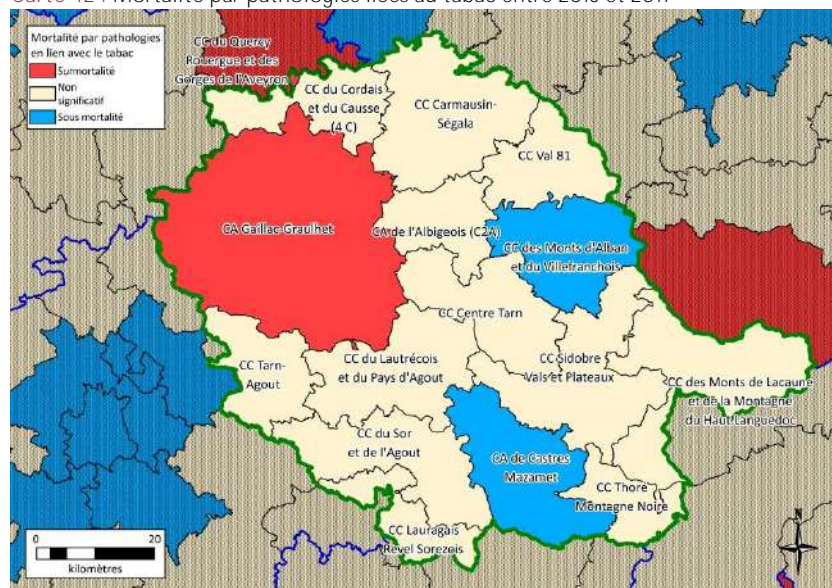 Carte 12 : Mortalité par pathologies liées au tabac entre 2013 et 2017
Mortalité par pathologies
en lien avec le tabac
Surmortalité
Non
significatif
Sous mortalité
CC du Quercy
Rouergue et des
Gorges de l'Aveyron
CC du Cordais
et du Causse
(4 C)
CC Carmausin-
Ségala
CC Val 81
CA Gaillac-Graulhet
CA de l'Albigeois (C2A)
CC des Monts d'Alban
et du Villefranchois
CC Centre Tarn
CC Tarn-
Agout
CC du Lautrécois
et du Pays d'Agout
CC Sidobre
Vals et Plateaux
CC des Monts de Lacaune
et de la Montagne
du Haut Languedoc
CC du Sor
et de l'Agout
CA de Castres
Mazamet
CC Thoré
Montagne Noire
CC Lauragais
Revel Sorezois
0 20
kilomètres
N